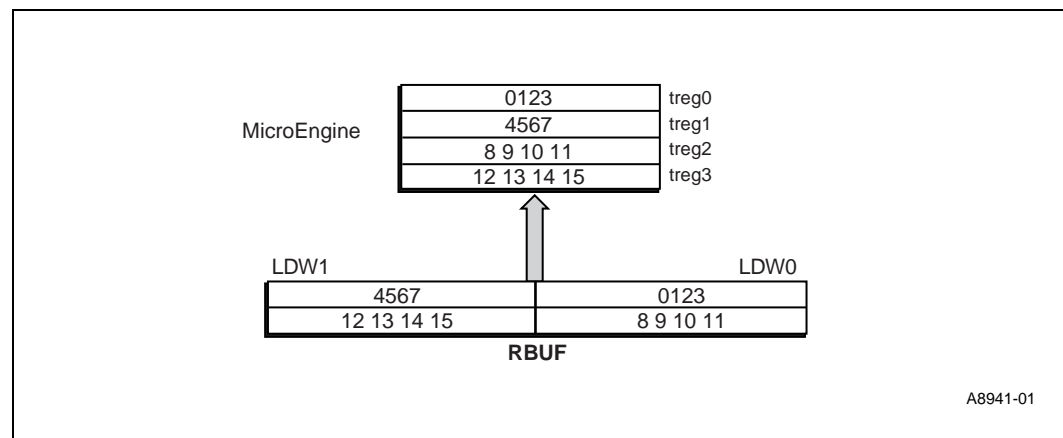 0123 treg0
MicroEngine 4567 treg1
8 9 10 11 treg2
12 13 14 15 treg3
LDW1 LDW0
4567 0123
12 13 14 15 8 9 10 11
RBUF
A8941-01